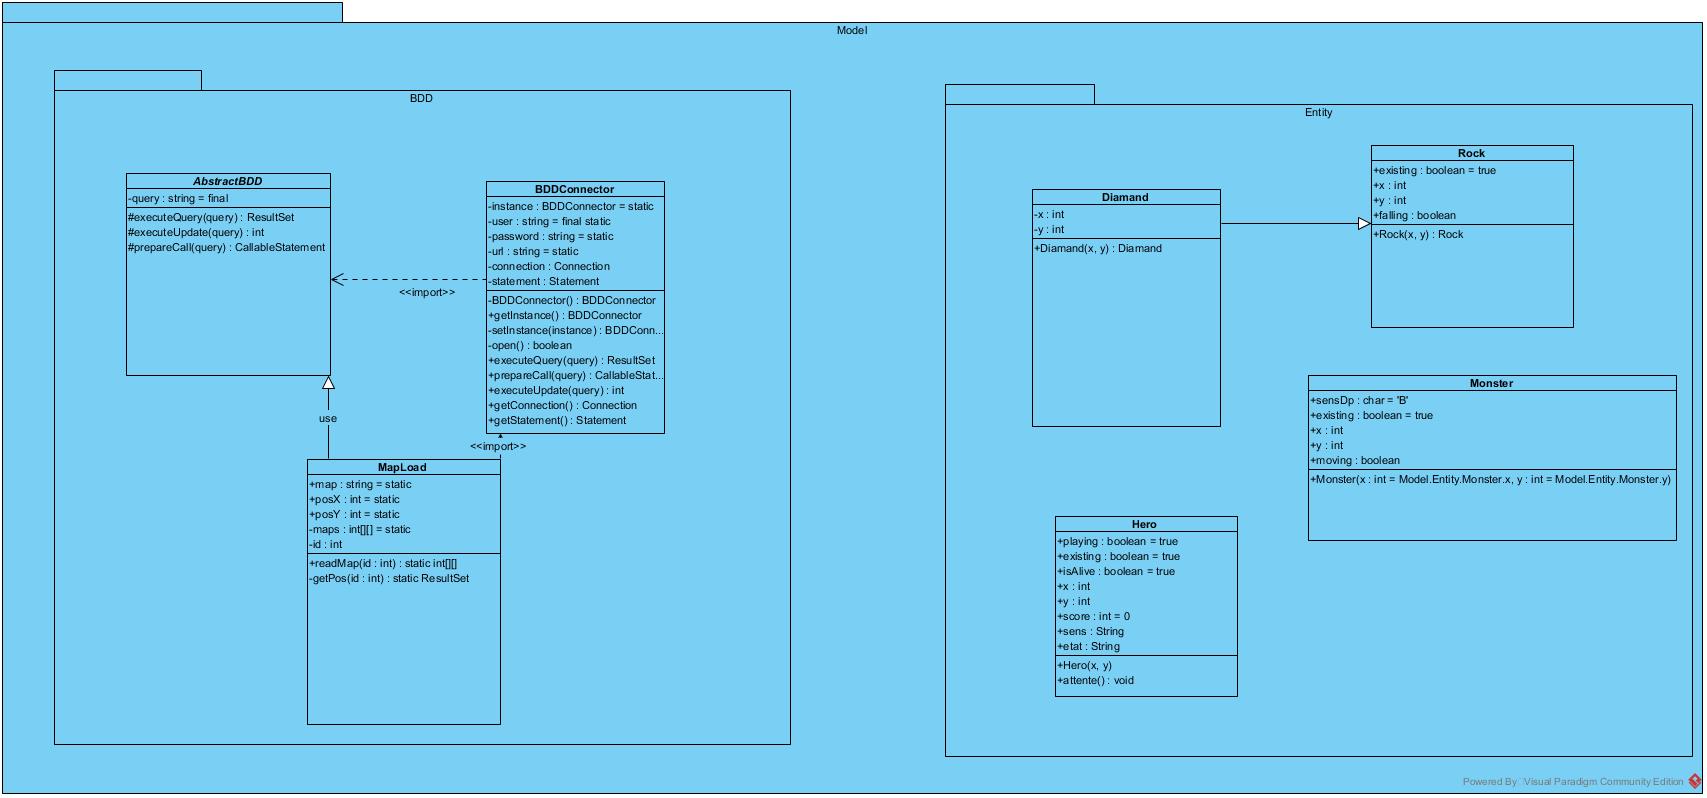 Model
BDD
AbstractBDD
-query : string = final
#executeQuery(query) : ResultSet
#executeUpdate(query) : int
#prepareCall(query) : CallableStatement
<<import>>
BDDConnector
-instance : BDDConnector = static
-user : string = final static
-password : string = static
-url : string = static
-connection : Connection
-statement : Statement
-BDDConnector() : BDDConnector
+getInstance() : BDDConnector
-setInstance(instance) : BDDConn...
-open() : boolean
+executeQuery(query) : ResultSet
+prepareCall(query) : CallableStat...
+executeUpdate(query) : int
+getConnection() : Connection
+getStatement() : Statement
use
<<import>>
MapLoad
+map : string = static
+posX : int = static
+posY : int = static
-maps : int[][] = static
-id : int
+readMap(id : int) : static int[][]
-getPos(id : int) : static ResultSet
Entity
Diamand
-x : int
-y : int
+Diamand(x, y) : Diamand
Rock
+existing : boolean = true
+x : int
+y : int
+falling : boolean
+Rock(x, y) : Rock
Monster
+sensDp : char = 'B'
+existing : boolean = true
+x : int
+y : int
+moving : boolean
+Monster(x : int = Model.Entity.Monster.x, y : int = Model.Entity.Monster.y)
Hero
+playing : boolean = true
+existing : boolean = true
+isAlive : boolean = true
+x : int
+y : int
+score : int = 0
+sens : String
+etat : String
+Hero(x, y)
+attente() : void
Powered By Visual Paradigm Community Edition